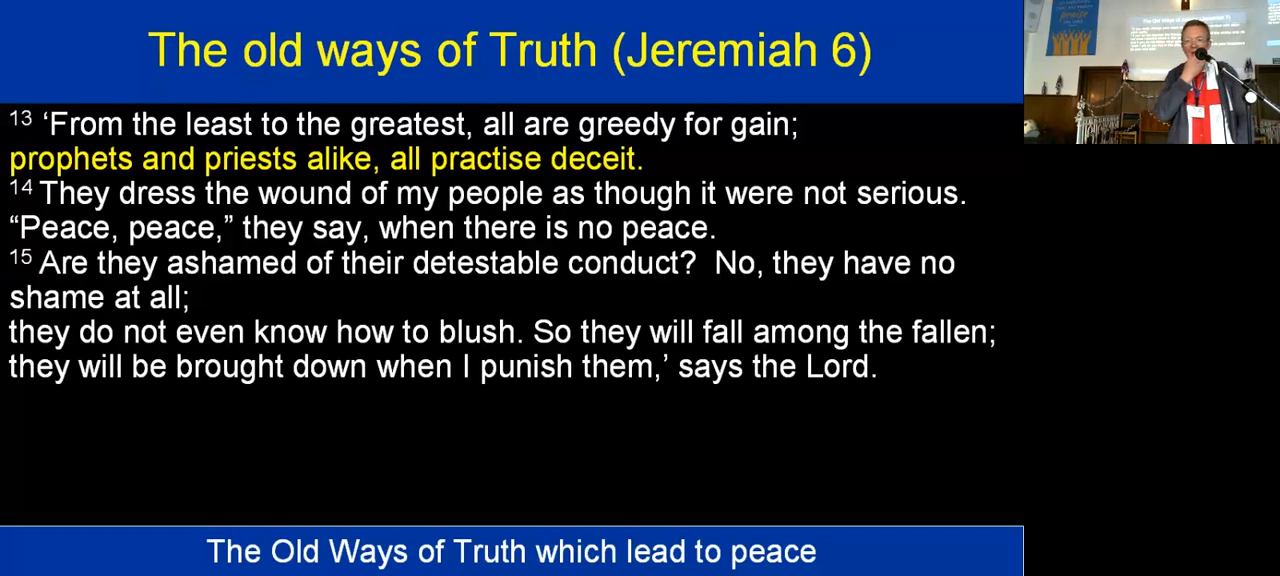 The old ways of Truth (Jeremiah 6)
13 ‘From the least to the greatest, all are greedy for gain;
prophets and priests alike, all practise deceit.
14 They dress the wound of my people as though it were not serious.
“Peace, peace,” they say, when there is no peace.
15 Are they ashamed of their detestable conduct?  No, they have no
shame at all;
they do not even know how to blush. So they will fall among the fallen;
they will be brought down when I punish them,’ says the Lord.
The Old Ways of Truth which lead to peace
praise